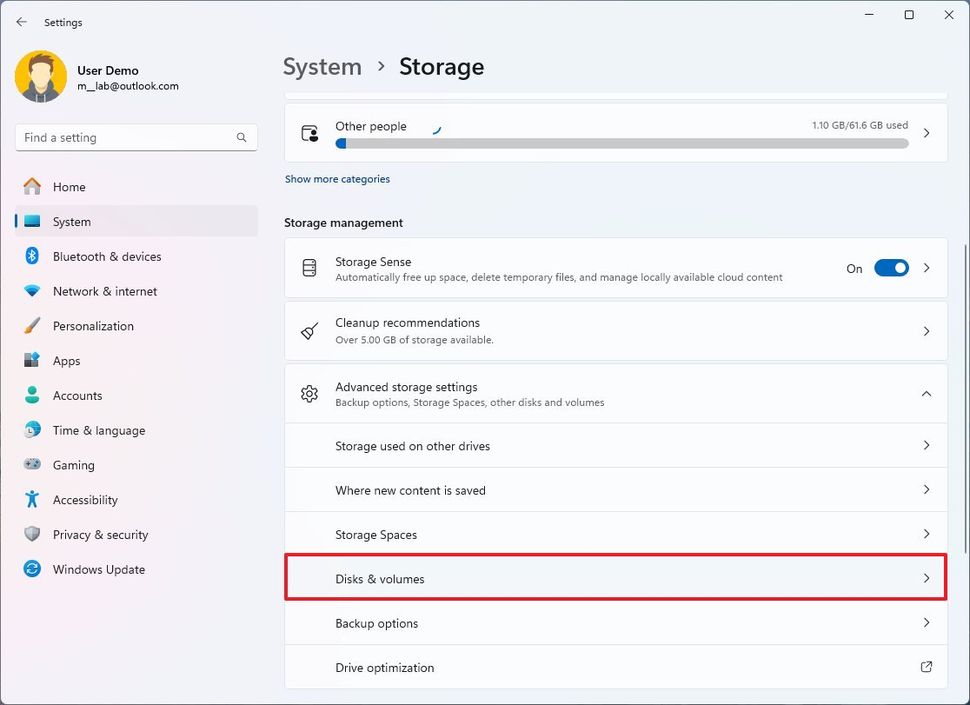 Settings
User Demo
m__lab@outlook.com
Find a setting
Home
System
Bluetooth & devices
Network & internet
Personalization
Apps
Accounts
Time & language
Gaming
Accessibility
Privacy & security
Windows Update
System > Storage
Other people
1.10 GB/61.6 GB used
Show more categories
Storage management
Storage Sense
Automatically free up space, delete temporary files, and manage locally available cloud content
On
Cleanup recommendations
Over 5.00 GB of storage available.
Advanced storage settings
Backup options, Storage Spaces, other disks and volumes
Storage used on other drives
Where new content is saved
Storage Spaces
Disks & volumes
Backup options
Drive optimization